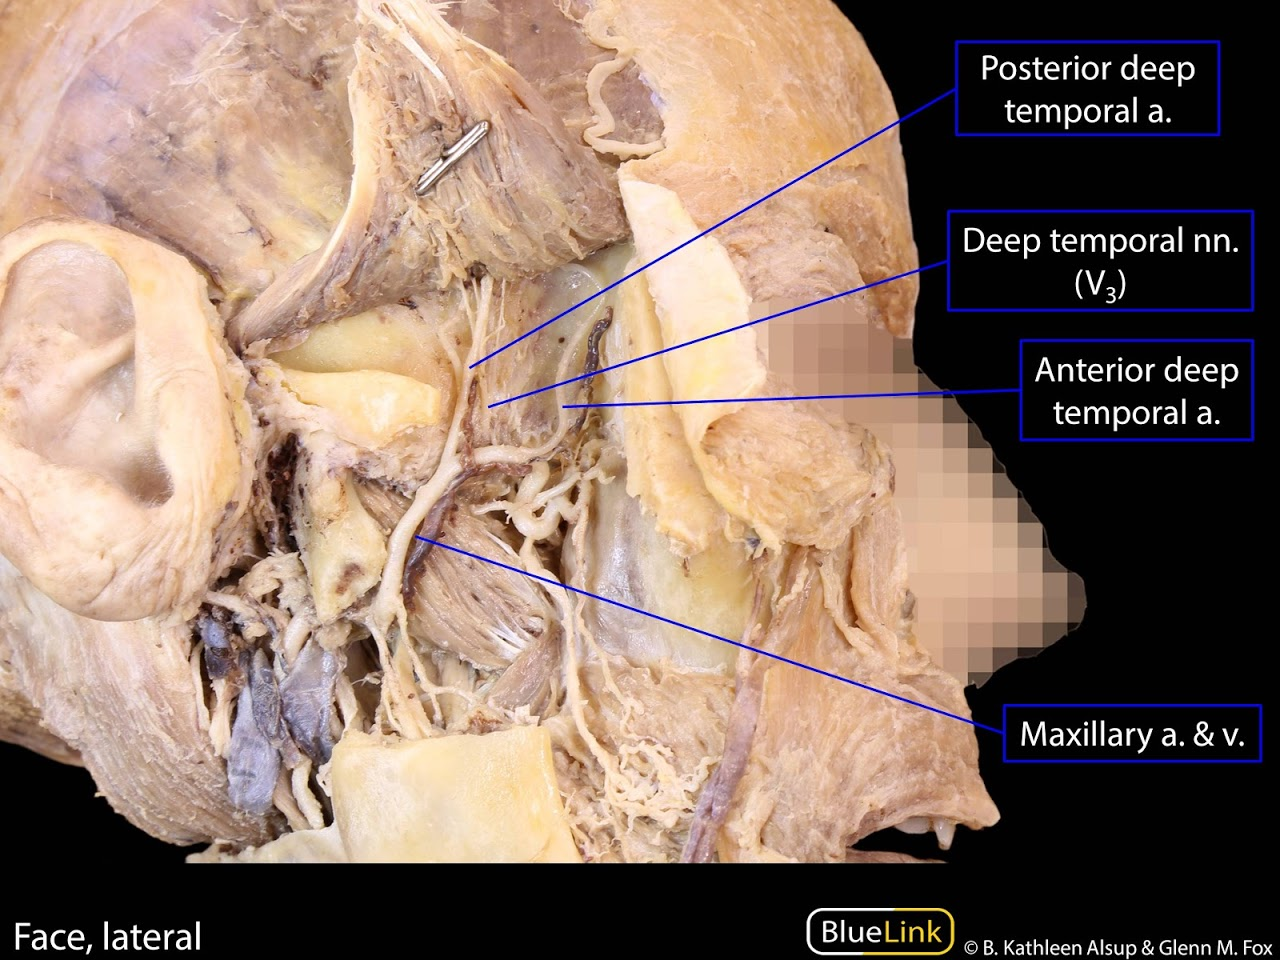 Posterior deep
temporal a.
Deep temporal nn.
(V₃)
Anterior deep
temporal a.
Maxillary a. & v.
Face, lateral
BlueLink
© B. Kathleen Alsup & Glenn M. Fox